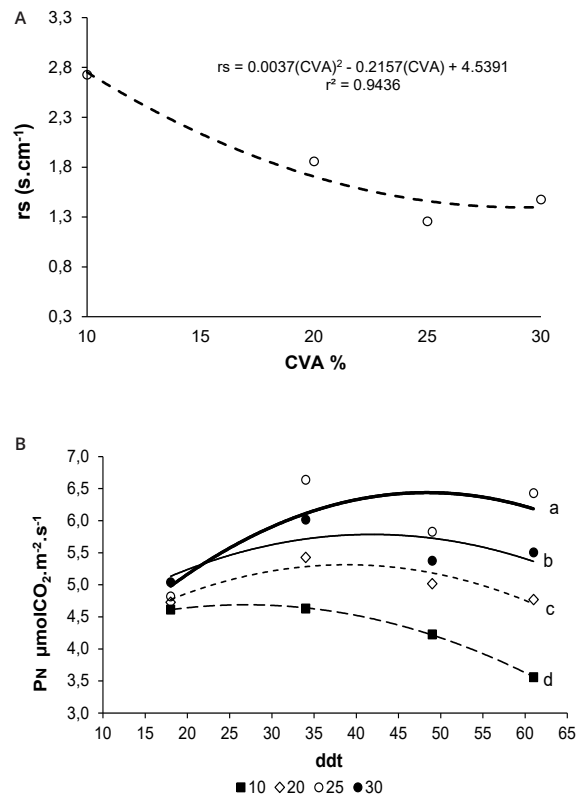 A
rs = 0.0037(CVA)² - 0.2157(CVA) + 4.5391
r² = 0.9436
3,3
2,8
2,3
1,8
1,3
0,8
0,3
rs (s.cm⁻¹)
10 15 20 25 30
CVA %
B
7,0
6,5
6,0
5,5
5,0
4,5
4,0
3,5
3,0
PN µmolCO₂.m⁻².s⁻¹
a
b
c
d
10 15 20 25 30 35 40 45 50 55 60 65
ddt
10 20 25 30